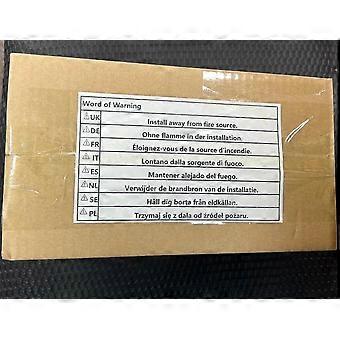 Word of Warning
UK Install away from fire source.
DE Ohne flamme in der installation.
FR Éloignez-vous de la source d'incendie.
IT Lontano dalla sorgente di fuoco.
ES Mantener alejado del fuego.
NL Verwijder de brandbron van de installatie.
SE Håll dig borta från eldkällan.
PL Trzymaj się z dala od źródeł pożaru.